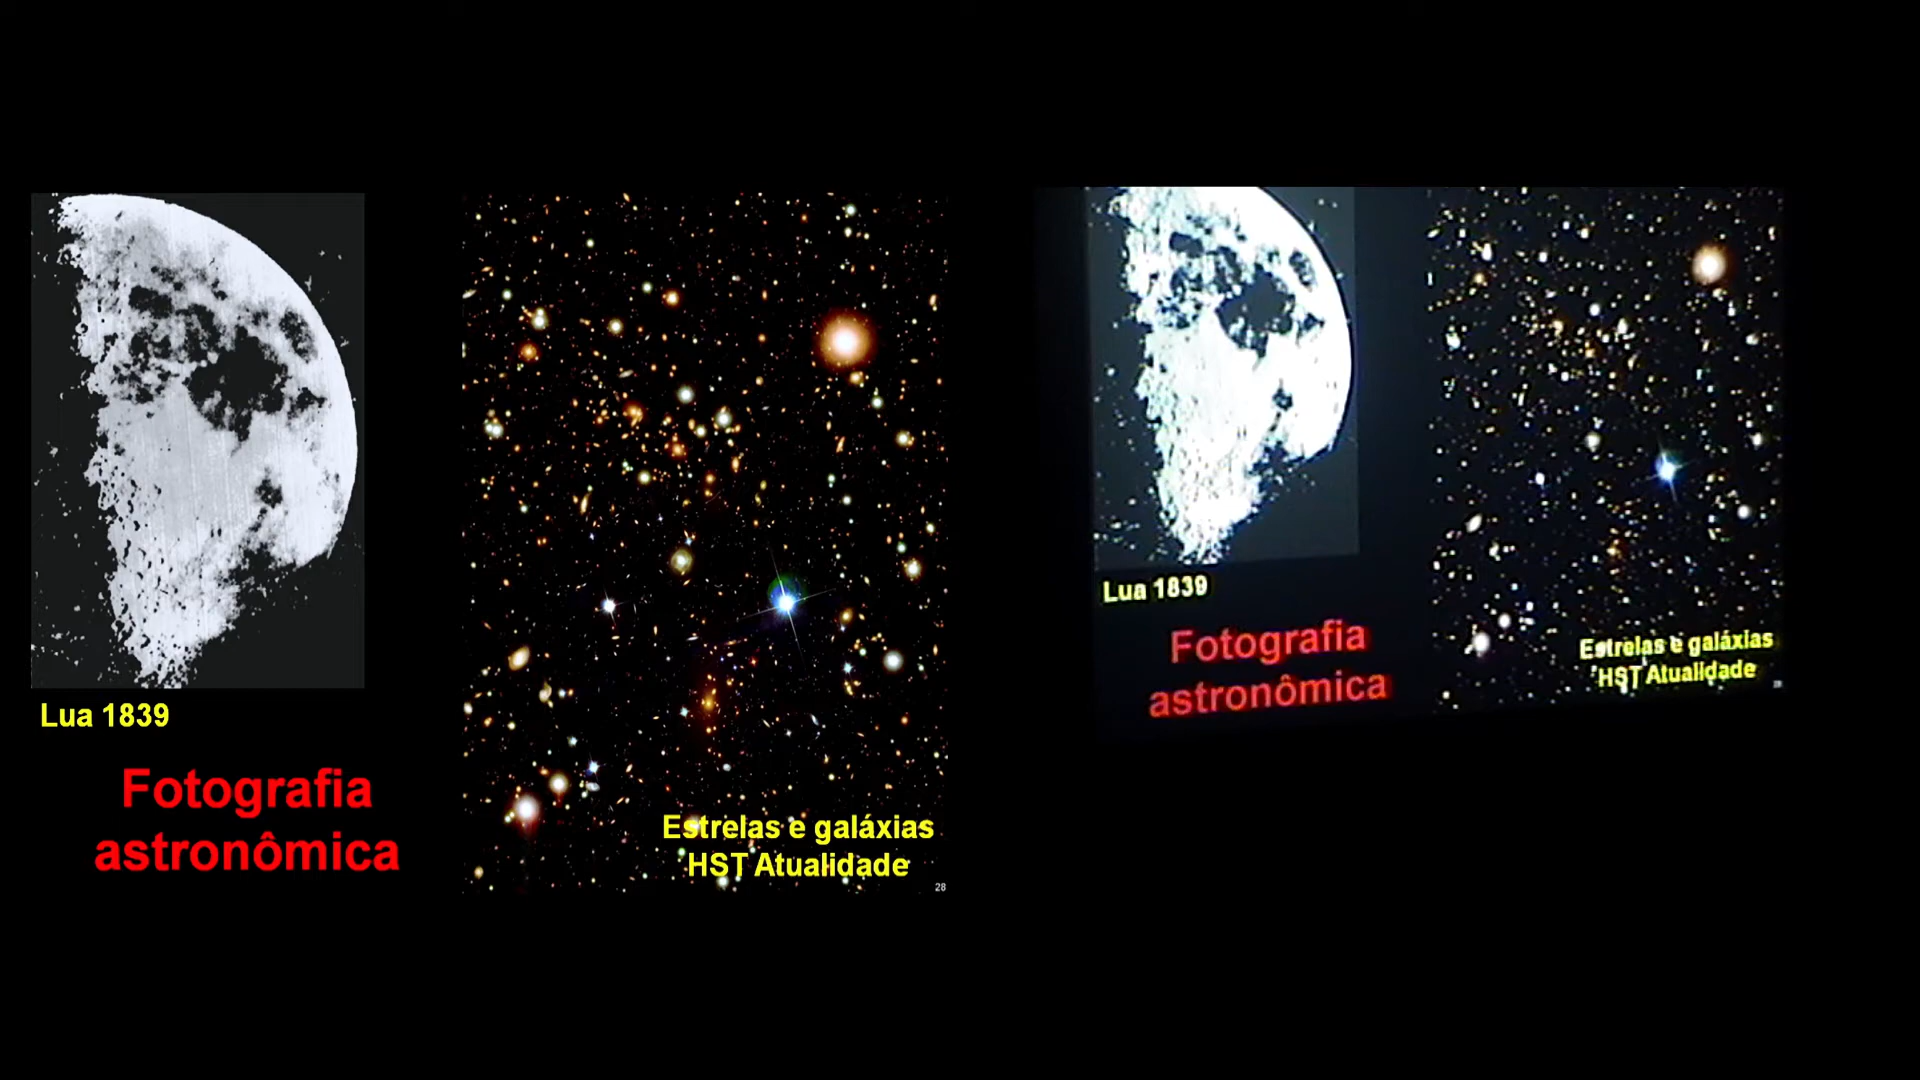 Lua 1839
Fotografia
astronômica
Estrelas e galáxias
HST Atualidade
28
Lua 1839
Fotografia
astronômica
Estrelas e galáxias
HST Atualidade